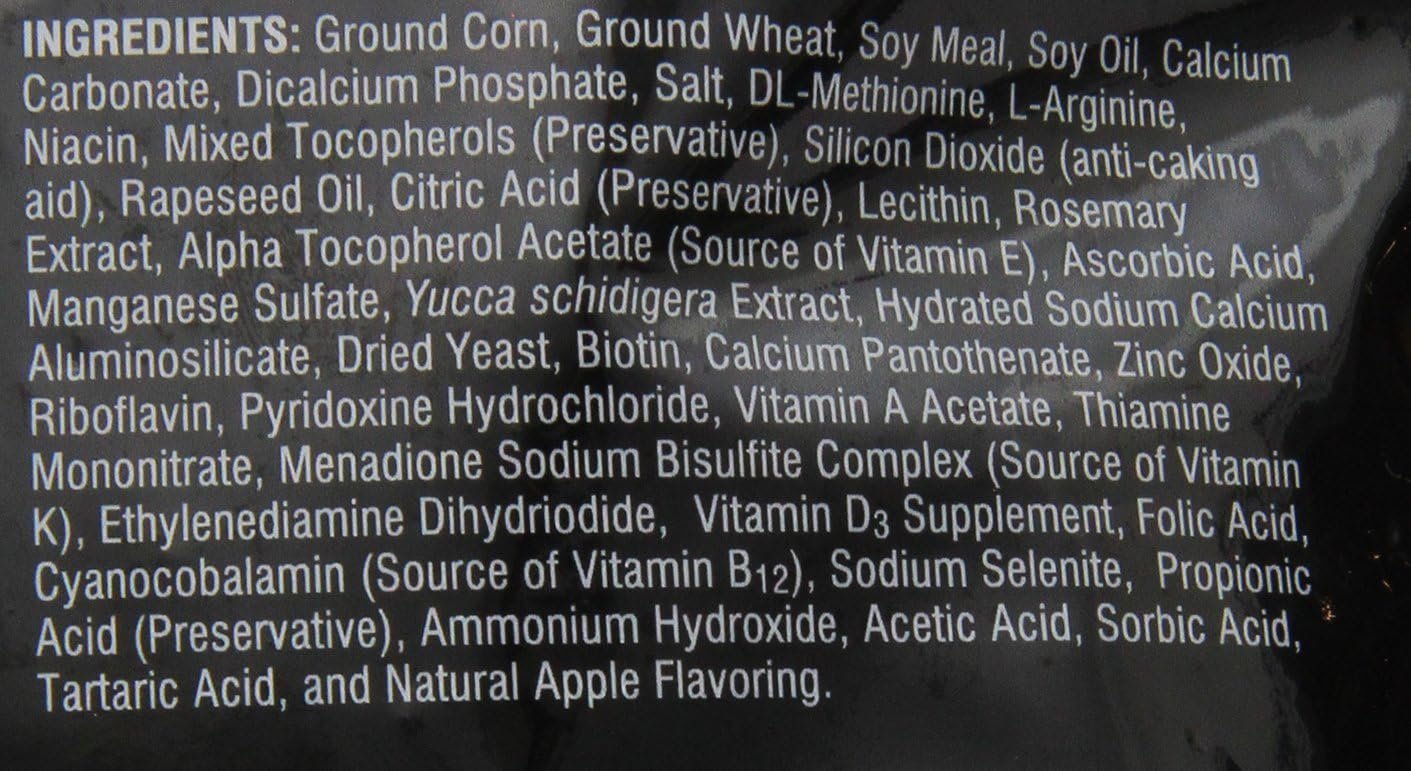 INGREDIENTS: Ground Corn, Ground Wheat, Soy Meal, Soy Oil, Calcium
Carbonate, Dicalcium Phosphate, Salt, DL-Methionine, L-Arginine,
Niacin, Mixed Tocopherols (Preservative), Silicon Dioxide (anti-caking
aid), Rapeseed Oil, Citric Acid (Preservative), Lecithin, Rosemary
Extract, Alpha Tocopherol Acetate (Source of Vitamin E), Ascorbic Acid,
Manganese Sulfate, Yucca schidigera Extract, Hydrated Sodium Calcium
Aluminosilicate, Dried Yeast, Biotin, Calcium Pantothenate, Zinc Oxide,
Riboflavin, Pyridoxine Hydrochloride, Vitamin A Acetate, Thiamine
Mononitrate, Menadione Sodium Bisulfite Complex (Source of Vitamin
K), Ethylenediamine Dihydriodide, Vitamin D3 Supplement, Folic Acid,
Cyanocobalamin (Source of Vitamin B12), Sodium Selenite, Propionic
Acid (Preservative), Ammonium Hydroxide, Acetic Acid, Sorbic Acid,
Tartaric Acid, and Natural Apple Flavoring.